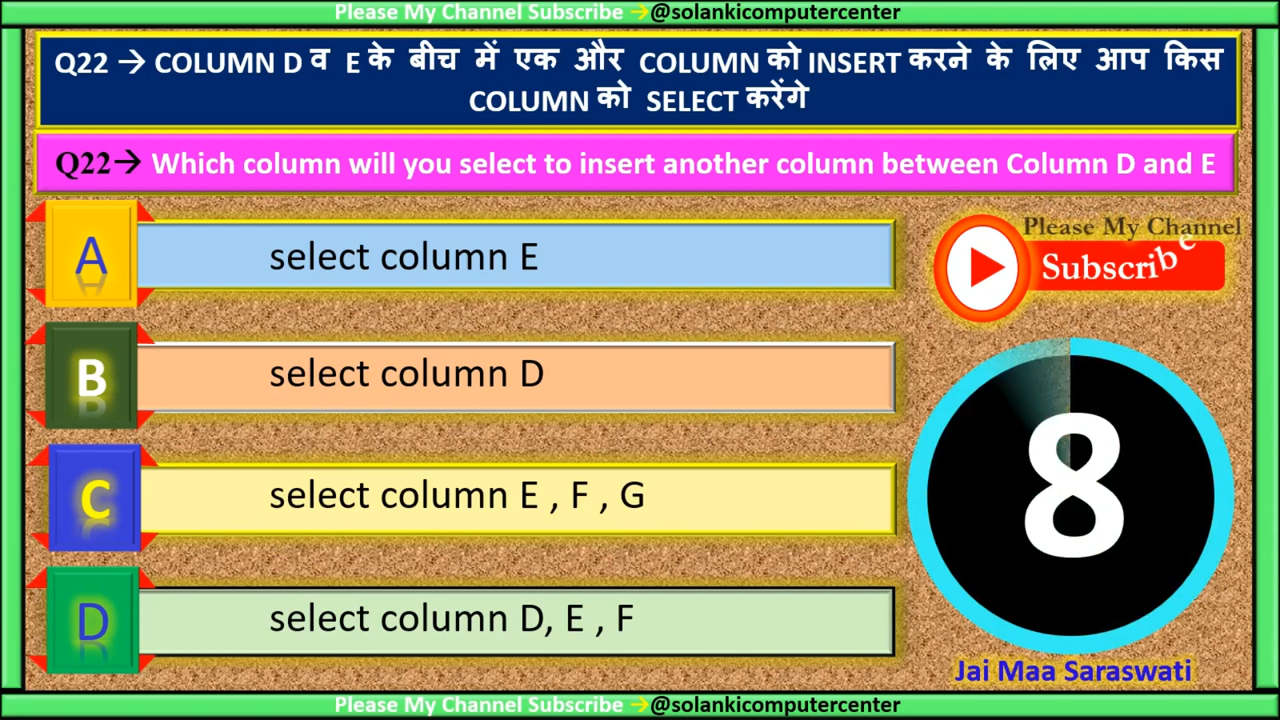 Please My Channel Subscribe →@solankicomputercenter
Q22 → COLUMN D व E के बीच में एक और COLUMN को INSERT करने के लिए आप किस
COLUMN को SELECT करेंगे
Q22→ Which column will you select to insert another column between Column D and E
A
select column E
Please My Channel
Subscribe
B
select column D
C
select column E , F , G
8
D
select column D, E , F
Jai Maa Saraswati
Please My Channel Subscribe →@solankicomputercenter